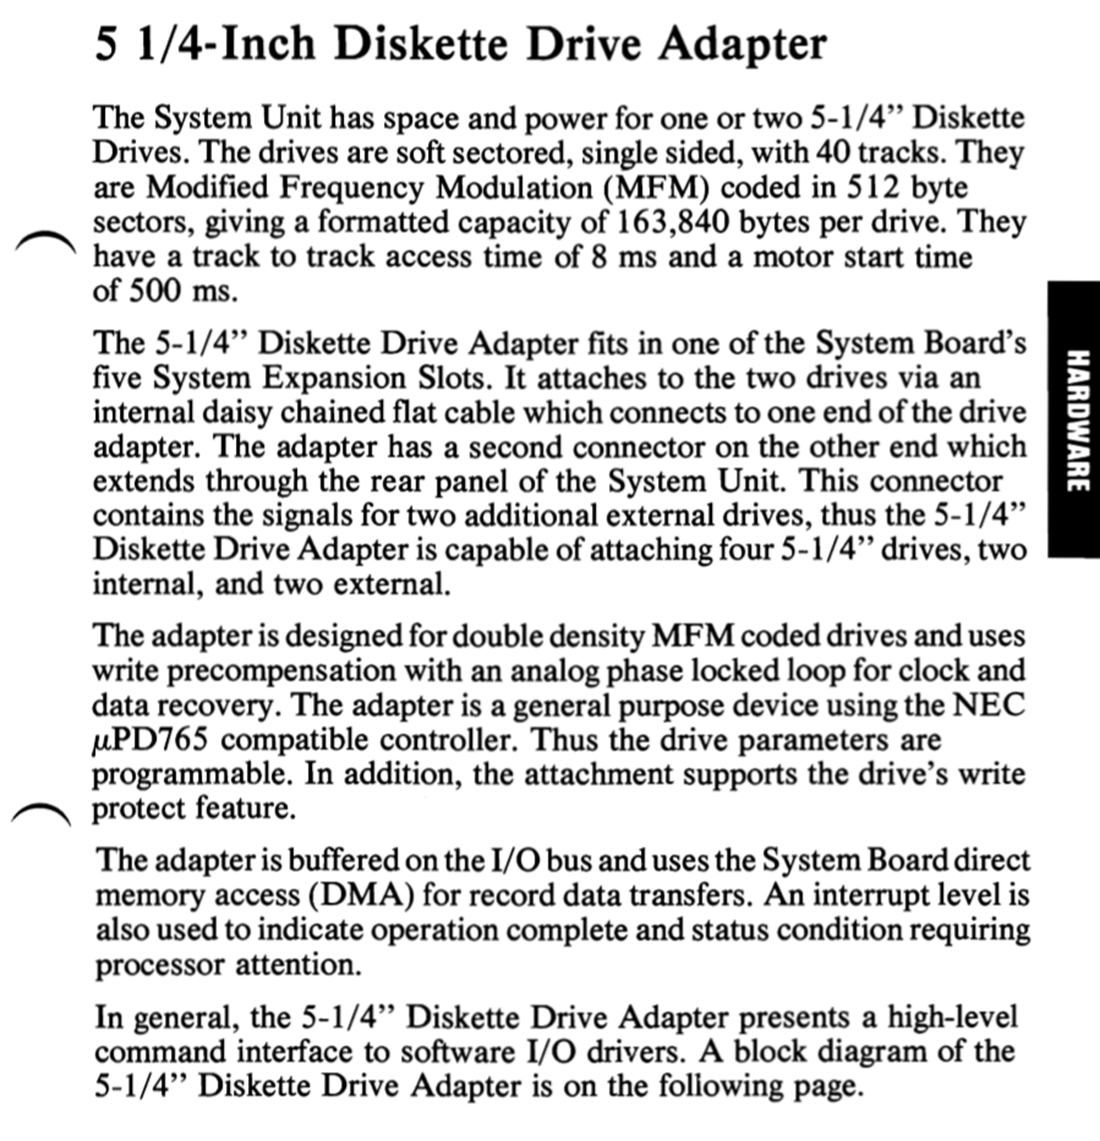 5 1/4-Inch Diskette Drive Adapter
The System Unit has space and power for one or two 5-1/4” Diskette
Drives. The drives are soft sectored, single sided, with 40 tracks. They
are Modified Frequency Modulation (MFM) coded in 512 byte
sectors, giving a formatted capacity of 163,840 bytes per drive. They
have a track to track access time of 8 ms and a motor start time
of 500 ms.
The 5-1/4” Diskette Drive Adapter fits in one of the System Board’s
five System Expansion Slots. It attaches to the two drives via an
internal daisy chained flat cable which connects to one end of the drive
adapter. The adapter has a second connector on the other end which
extends through the rear panel of the System Unit. This connector
contains the signals for two additional external drives, thus the 5-1/4”
Diskette Drive Adapter is capable of attaching four 5-1/4” drives, two
internal, and two external.
The adapter is designed for double density MFM coded drives and uses
write precompensation with an analog phase locked loop for clock and
data recovery. The adapter is a general purpose device using the NEC
μPD765 compatible controller. Thus the drive parameters are
programmable. In addition, the attachment supports the drive’s write
protect feature.
The adapter is buffered on the I/O bus and uses the System Board direct
memory access (DMA) for record data transfers. An interrupt level is
also used to indicate operation complete and status condition requiring
processor attention.
In general, the 5-1/4” Diskette Drive Adapter presents a high-level
command interface to software I/O drivers. A block diagram of the
5-1/4” Diskette Drive Adapter is on the following page.
HARDWARE